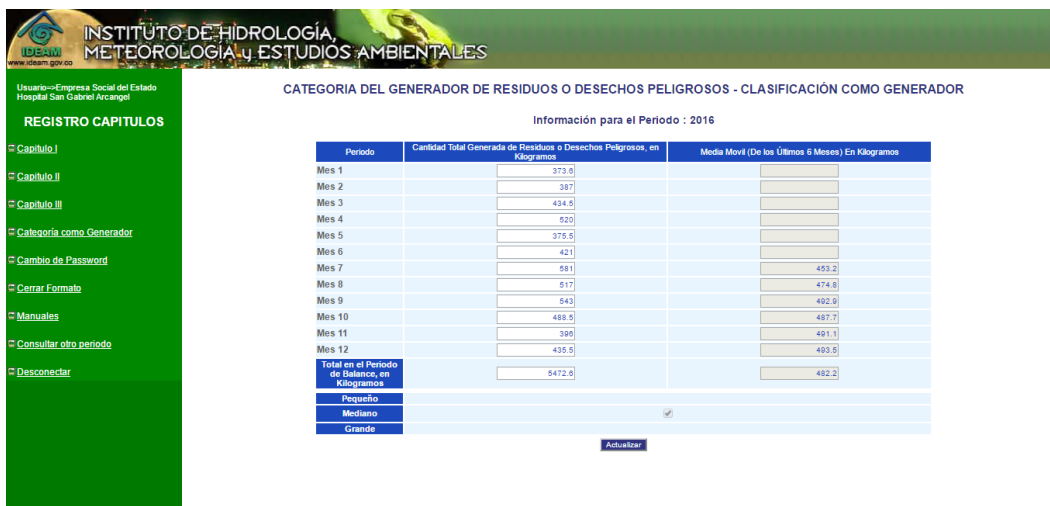 INSTITUTO DE HIDROLOGÍA,
METEOROLOGÍA y ESTUDIOS AMBIENTALES
IDEAM
www.ideam.gov.co
Usuario=>Empresa Social del Estado
Hospital San Gabriel Arcangel
REGISTRO CAPITULOS
Capitulo I
Capitulo II
Capitulo III
Categoría como Generador
Cambio de Password
Cerrar Formato
Manuales
Consultar otro periodo
Desconectar
CATEGORIA DEL GENERADOR DE RESIDUOS O DESECHOS PELIGROSOS - CLASIFICACIÓN COMO GENERADOR
Información para el Periodo : 2016
Periodo Cantidad Total Generada de Residuos o Desechos Peligrosos, en Kilogramos Media Movil (De los Últimos 6 Meses) En Kilogramos
Mes 1 373.6
Mes 2 387
Mes 3 434.5
Mes 4 520
Mes 5 375.5
Mes 6 421
Mes 7 581 453.2
Mes 8 517 474.8
Mes 9 543 492.9
Mes 10 488.5 487.7
Mes 11 396 491.1
Mes 12 435.5 493.5
Total en el Periodo
de Balance, en
Kilogramos
5472.6 482.2
Pequeño
Mediano
Grande
Actualizar